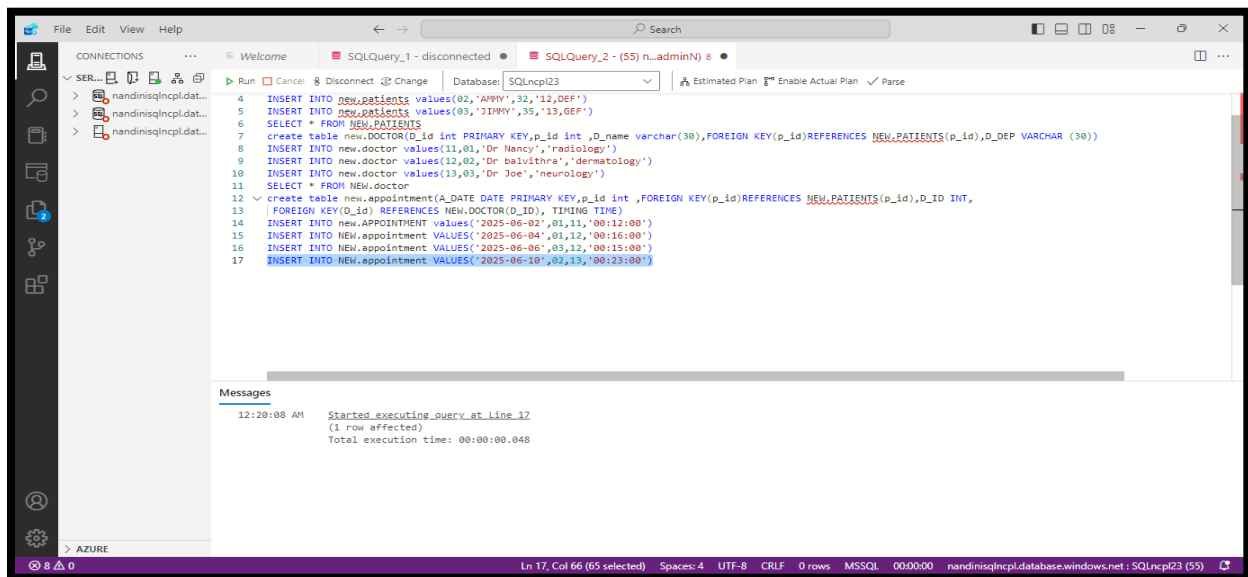 File Edit View Help
Search
CONNECTIONS ...
Welcome
SQLQuery_1 - disconnected
SQLQuery_2 - (55) n...adminN) 8
SER...
Run Cancel Disconnect Change Database: SQLncpl23 Estimated Plan Enable Actual Plan Parse
nandinisqlncpl.dat...
nandinisqlncpl.dat...
nandinisqlncpl.dat...
4 INSERT INTO new.patients values(02,'AMMY',32,'12,DEF')
5 INSERT INTO new.patients values(03,'JIMMY',35,'13,GEF')
6 SELECT * FROM NEW.PATIENTS
7 create table new.DOCTOR(D_id int PRIMARY KEY,p_id int ,D_name varchar(30),FOREIGN KEY(p_id)REFERENCES NEW.PATIENTS(p_id),D_DEP VARCHAR (30))
8 INSERT INTO new.doctor values(11,01,'Dr Nancy','radiology')
9 INSERT INTO new.doctor values(12,02,'Dr balvithra','dermatology')
10 INSERT INTO new.doctor values(13,03,'Dr Joe','neurology')
11 SELECT * FROM NEW.doctor
12 create table new.appointment(A_DATE DATE PRIMARY KEY,p_id int ,FOREIGN KEY(p_id)REFERENCES NEW.PATIENTS(p_id),D_ID INT,
13 FOREIGN KEY(D_id) REFERENCES NEW.DOCTOR(D_ID), TIMING TIME)
14 INSERT INTO new.APPOINTMENT values('2025-06-02',01,11,'00:12:00')
15 INSERT INTO NEW.appointment VALUES('2025-06-04',01,12,'00:16:00')
16 INSERT INTO NEW.appointment VALUES('2025-06-06',03,12,'00:15:00')
17 INSERT INTO NEW.appointment VALUES('2025-06-10',02,13,'00:23:00')
2
Messages
12:20:08 AM Started executing query at Line 17
(1 row affected)
Total execution time: 00:00:00.048
AZURE
8 0 Ln 17, Col 66 (65 selected) Spaces: 4 UTF-8 CRLF 0 rows MSSQL 00:00:00 nandinisqlncpl.database.windows.net : SQLncpl23 (55)